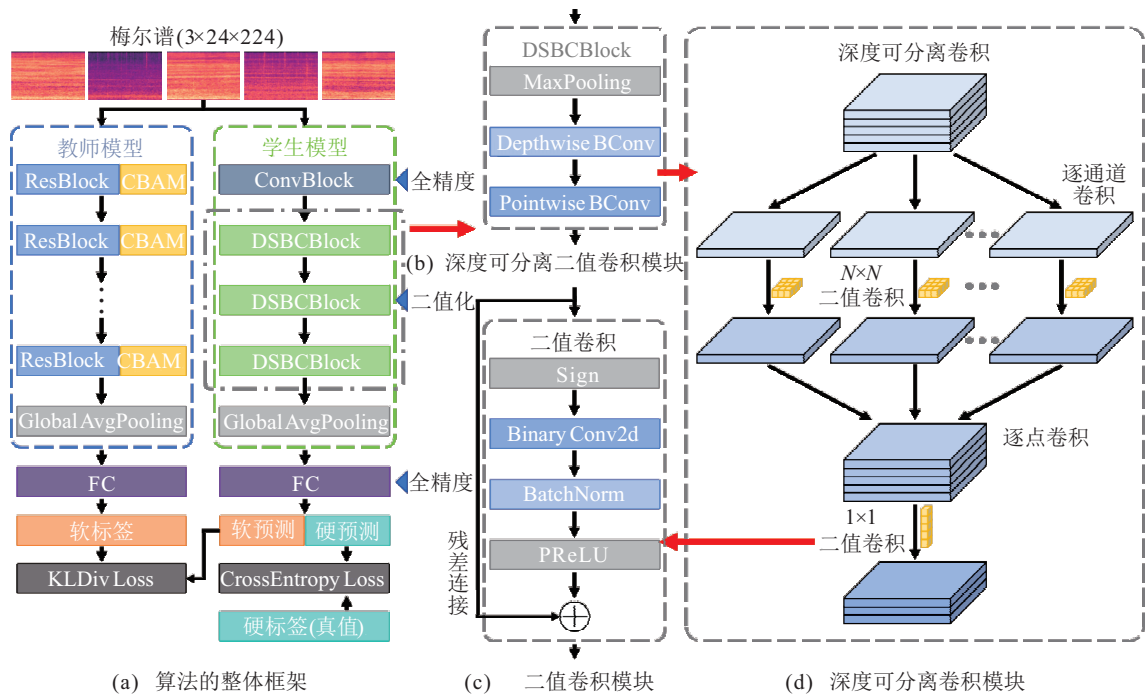 梅尔谱(3×24×224)
教师模型
ResBlock CBAM
ResBlock CBAM
ResBlock CBAM
Global AvgPooling
FC
软标签
KLDiv Loss
学生模型
ConvBlock
全精度
DSBCBlock
DSBCBlock
二值化
DSBCBlock
Global AvgPooling
FC
全精度
软预测 硬预测
CrossEntropy Loss
硬标签(真值)
(a) 算法的整体框架
DSBCBlock
MaxPooling
Depthwise BConv
Pointwise BConv
(b) 深度可分离二值卷积模块
二值卷积
Sign
Binary Conv2d
BatchNorm
PReLU
残差连接
(c) 二值卷积模块
深度可分离卷积
逐通道
卷积
N×N
二值卷积
逐点卷积
1×1
二值卷积
(d) 深度可分离卷积模块